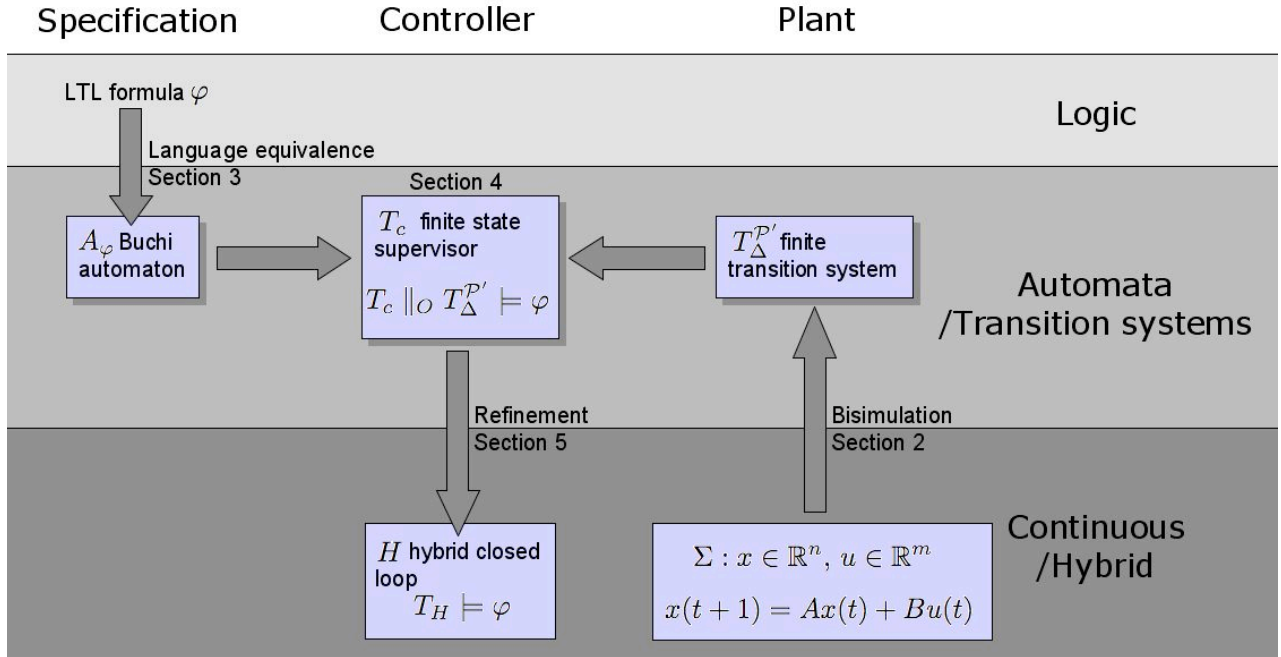 Specification Controller Plant
LTL formula φ
Logic
Language equivalence
Section 3
Section 4
A_φ Buchi
automaton
T_c finite state
supervisor
T_c ∥_O T_Δ^{P'} ⊨ φ
T_Δ^{P'} finite
transition system
Automata
/Transition systems
Refinement
Section 5
Bisimulation
Section 2
H hybrid closed
loop
T_H ⊨ φ
Σ : x ∈ ℝ^n, u ∈ ℝ^m
x(t + 1) = Ax(t) + Bu(t)
Continuous
/Hybrid